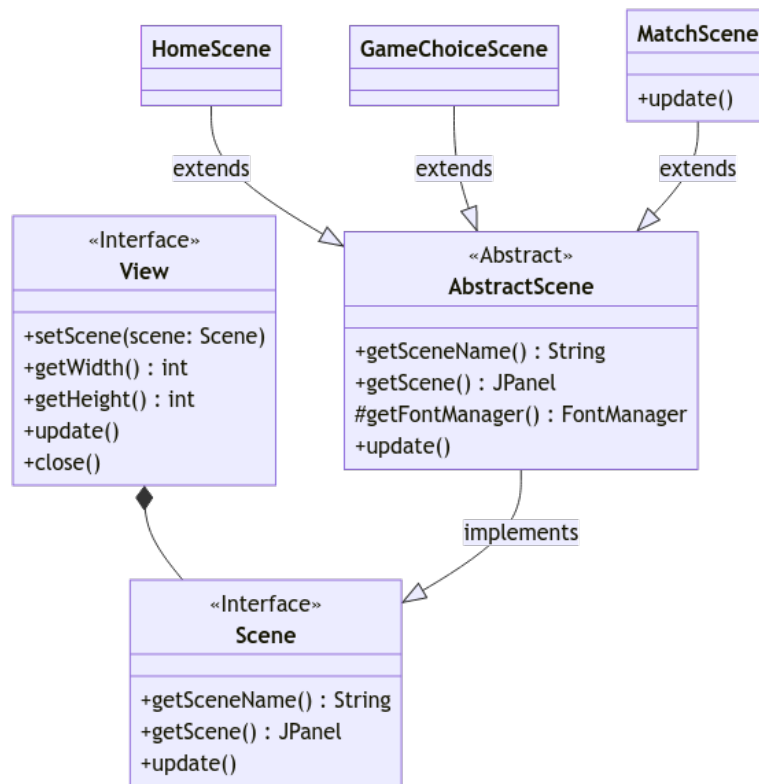 HomeScene
GameChoiceScene
MatchScene
+update()
extends
extends
extends
«Interface»
View
+setScene(scene: Scene)
+getWidth() : int
+getHeight() : int
+update()
+close()
«Abstract»
AbstractScene
+getSceneName() : String
+getScene() : JPanel
#getFontManager() : FontManager
+update()
implements
«Interface»
Scene
+getSceneName() : String
+getScene() : JPanel
+update()